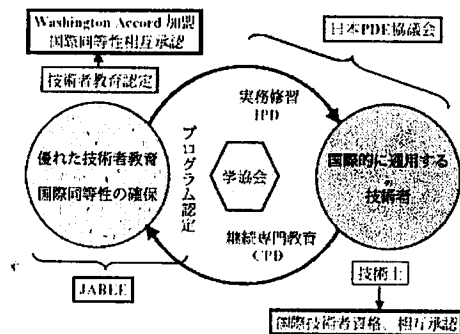 Washington Accord 加盟
国際同等性相互承認
日本PDE協議会
技術者教育認定
実務修習
IPD
優れた技術者教育
国際同等性の確保
プログラム認定
学協会
国際的に通用する
の
技術者
継続専門教育
CPD
JABEE
技術士
国際技術者資格、相互承認